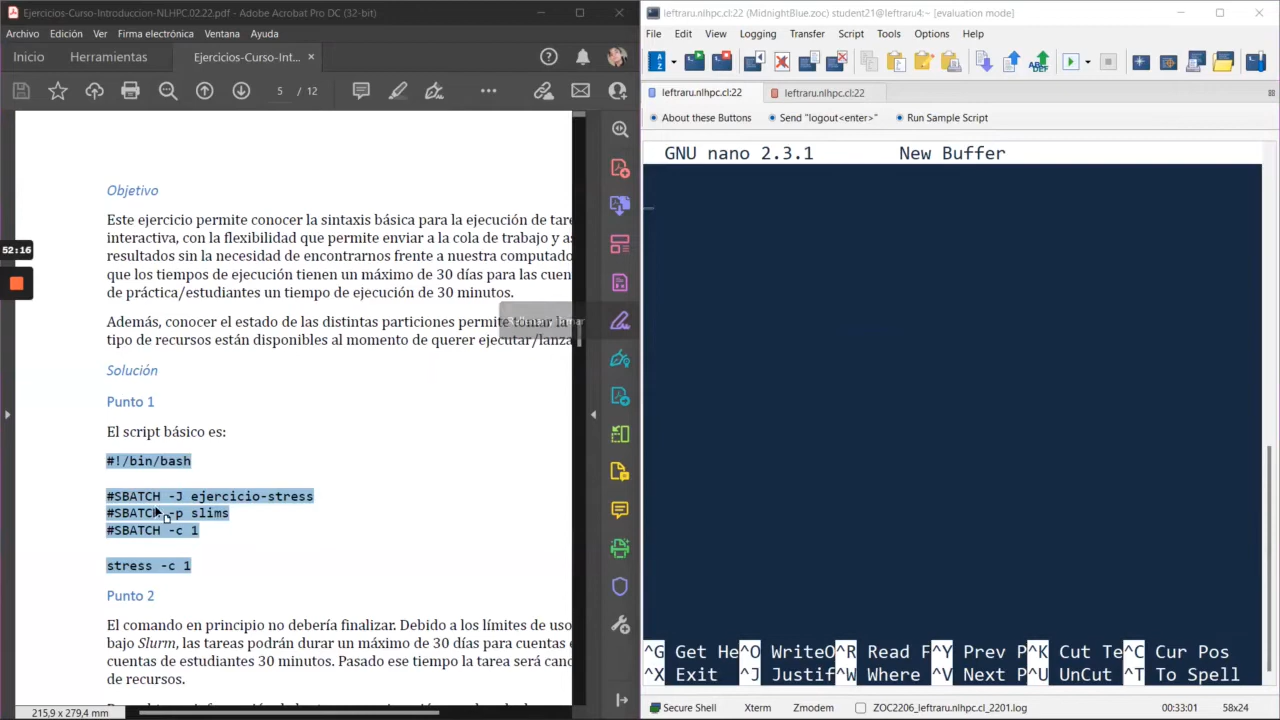 Ejercicios-Curso-Introduccion-NLHPC.02.22.pdf - Adobe Acrobat Pro DC (32-bit)
Archivo Edición Ver Firma electrónica Ventana Ayuda
Inicio Herramientas Ejercicios-Curso-Int... ×
5 / 12
Objetivo
Este ejercicio permite conocer la sintaxis básica para la ejecución de tare
interactiva, con la flexibilidad que permite enviar a la cola de trabajo y as
resultados sin la necesidad de encontrarnos frente a nuestra computado
que los tiempos de ejecución tienen un máximo de 30 días para las cuen
de práctica/estudiantes un tiempo de ejecución de 30 minutos.
Además, conocer el estado de las distintas particiones permite tomar la
tipo de recursos están disponibles al momento de querer ejecutar/lanza
Solución
Punto 1
El script básico es:
#!/bin/bash
#SBATCH -J ejercicio-stress
#SBATCH -p slims
#SBATCH -c 1
stress -c 1
Punto 2
El comando en principio no debería finalizar. Debido a los límites de uso
bajo Slurm, las tareas podrán durar un máximo de 30 días para cuentas
cuentas de estudiantes 30 minutos. Pasado ese tiempo la tarea será canc
de recursos.
215,9 x 279,4 mm
52:16
leftraru.nlhpc.cl:22 (MidnightBlue.zoc) student21@leftraru4:~ [evaluation mode]
File Edit View Logging Transfer Script Tools Options Help
leftraru.nlhpc.cl:22 leftraru.nlhpc.cl:22
About these Buttons Send "logout<enter>" Run Sample Script
GNU nano 2.3.1 New Buffer
^G Get He^O WriteO^R Read F^Y Prev P^K Cut Te^C Cur Pos
^X Exit ^J Justif^W Where ^V Next P^U UnCut ^T To Spell
Secure Shell Xterm Zmodem ZOC2206_leftraru.nlhpc.cl_2201.log 00:33:01 58x24